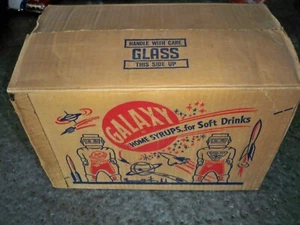 HANDLE WITH CARE
GLASS
THIS SIDE UP
GALAXY
HOME SYRUPS..for Soft Drinks